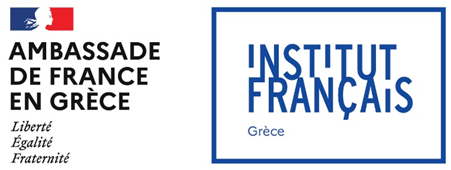 AMBASSADE
DE FRANCE
EN GRÈCE
Liberté
Égalité
Fraternité
INSTITUT
FRANÇAIS
Grèce